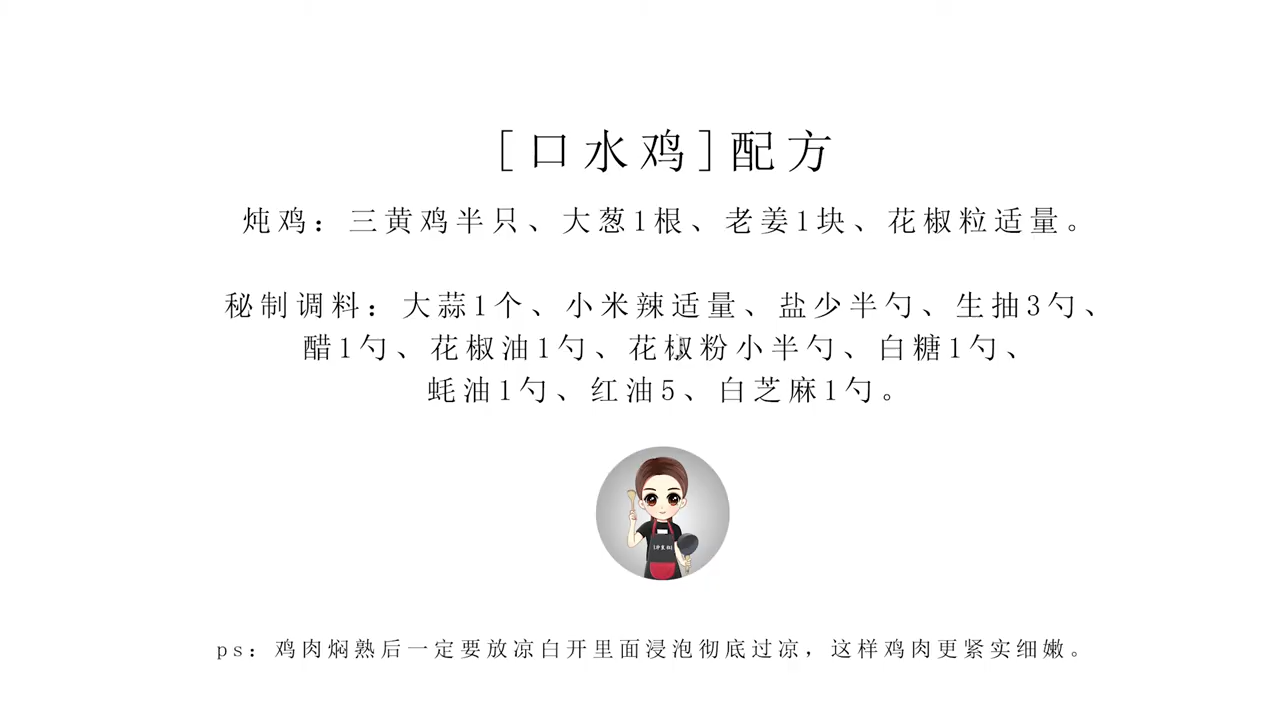 [口水鸡]配方
炖鸡：三黄鸡半只、大葱1根、老姜1块、花椒粒适量。
秘制调料：大蒜1个、小米辣适量、盐少半勺、生抽3勺、
醋1勺、花椒油1勺、花椒粉小半勺、白糖1勺、
蚝油1勺、红油5、白芝麻1勺。
ps：鸡肉焖熟后一定要放凉白开里面浸泡彻底过凉，这样鸡肉更紧实细嫩。